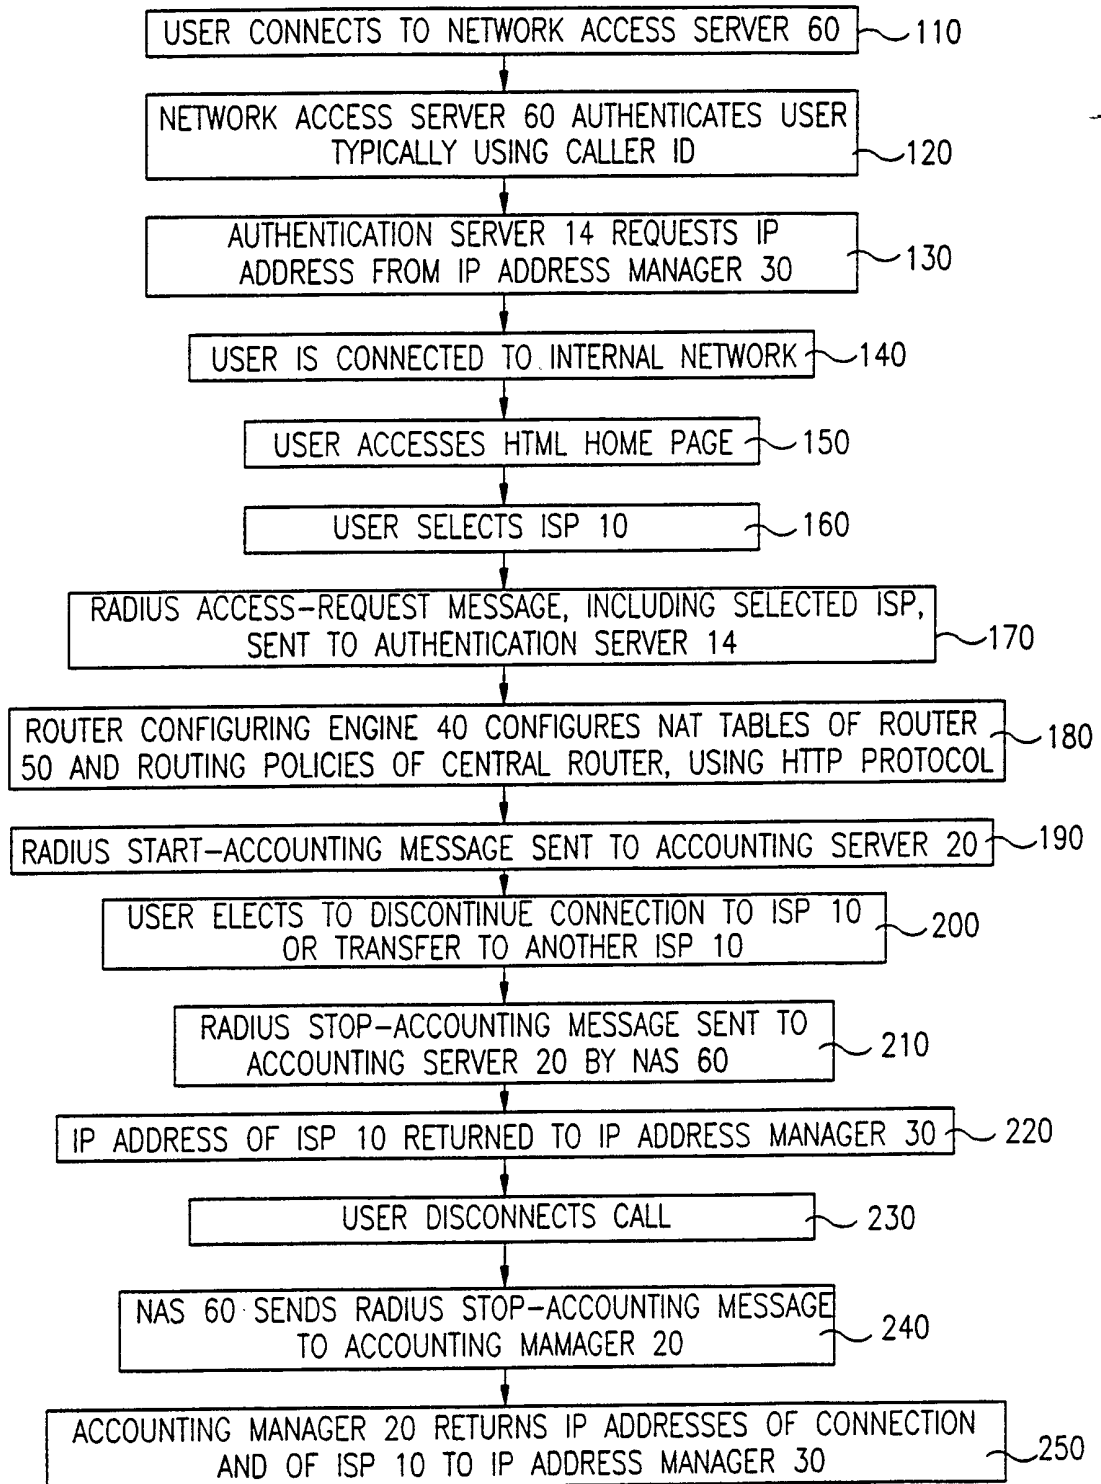 USER CONNECTS TO NETWORK ACCESS SERVER 60
110
NETWORK ACCESS SERVER 60 AUTHENTICATES USER
TYPICALLY USING CALLER ID
120
AUTHENTICATION SERVER 14 REQUESTS IP
ADDRESS FROM IP ADDRESS MANAGER 30
130
USER IS CONNECTED TO INTERNAL NETWORK
140
USER ACCESSES HTML HOME PAGE
150
USER SELECTS ISP 10
160
RADIUS ACCESS-REQUEST MESSAGE, INCLUDING SELECTED ISP,
SENT TO AUTHENTICATION SERVER 14
170
ROUTER CONFIGURING ENGINE 40 CONFIGURES NAT TABLES OF ROUTER
50 AND ROUTING POLICIES OF CENTRAL ROUTER, USING HTTP PROTOCOL
180
RADIUS START-ACCOUNTING MESSAGE SENT TO ACCOUNTING SERVER 20
190
USER ELECTS TO DISCONTINUE CONNECTION TO ISP 10
OR TRANSFER TO ANOTHER ISP 10
200
RADIUS STOP-ACCOUNTING MESSAGE SENT TO
ACCOUNTING SERVER 20 BY NAS 60
210
IP ADDRESS OF ISP 10 RETURNED TO IP ADDRESS MANAGER 30
220
USER DISCONNECTS CALL
230
NAS 60 SENDS RADIUS STOP-ACCOUNTING MESSAGE
TO ACCOUNTING MAMAGER 20
240
ACCOUNTING MANAGER 20 RETURNS IP ADDRESSES OF CONNECTION
AND OF ISP 10 TO IP ADDRESS MANAGER 30
250